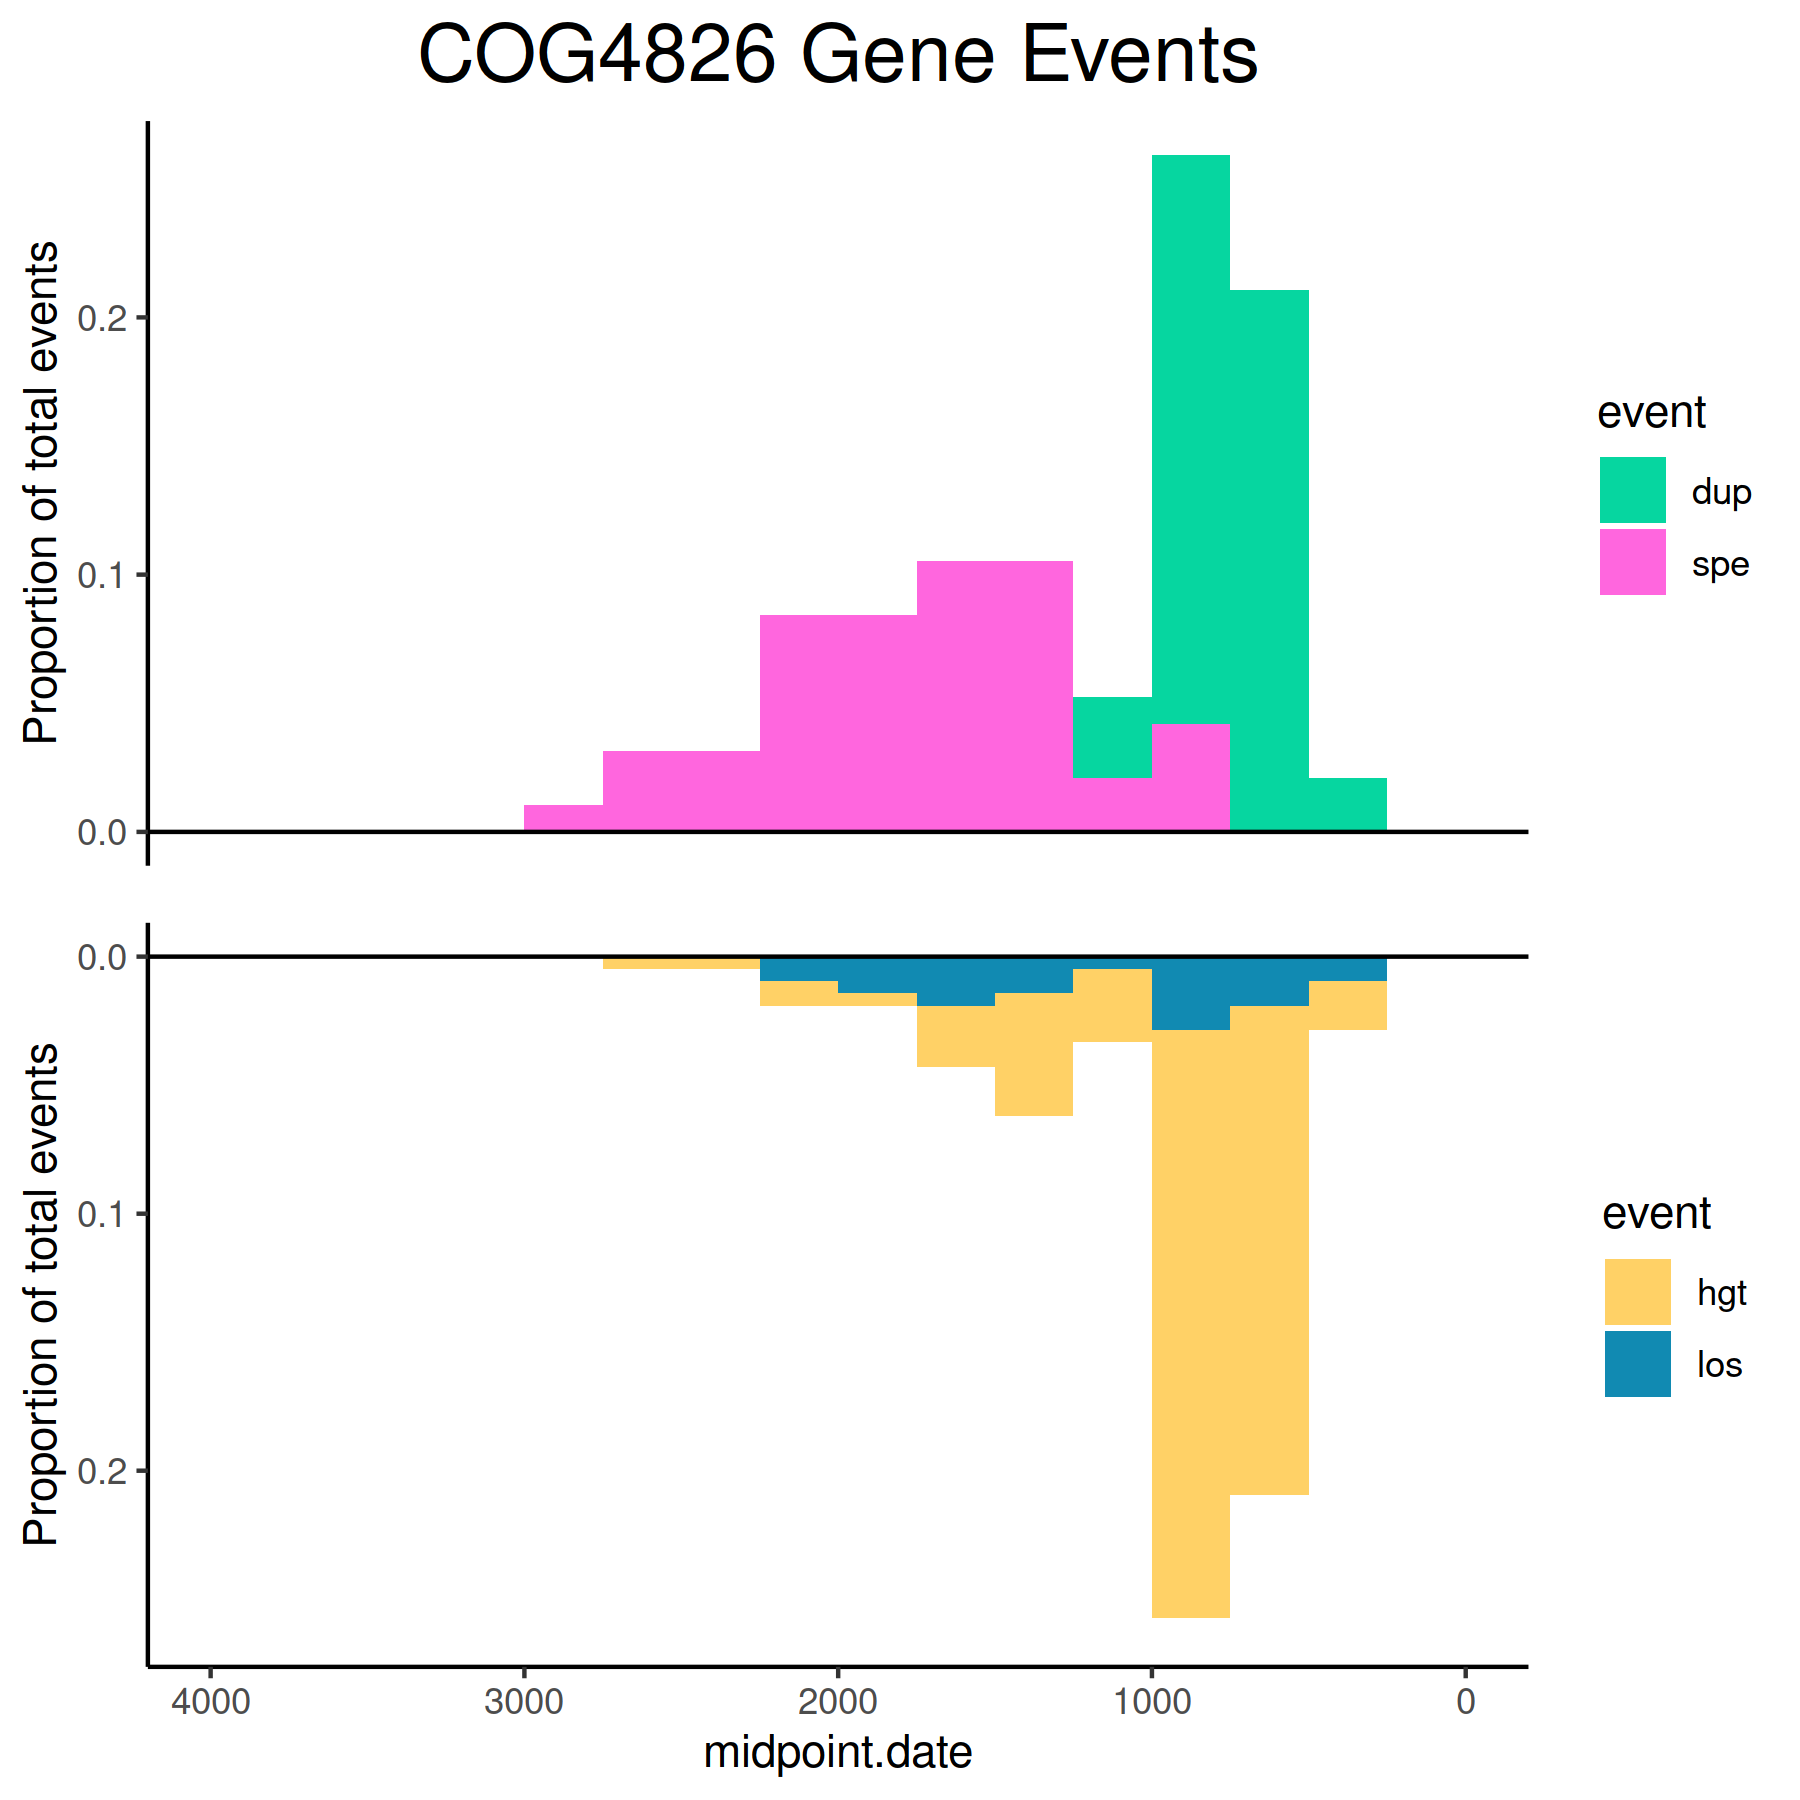 COG4826 Gene Events
Proportion of total events
0.2
0.1
0.0
event
dup
spe
Proportion of total events
0.0
0.1
0.2
event
hgt
los
4000 3000 2000 1000 0
midpoint.date